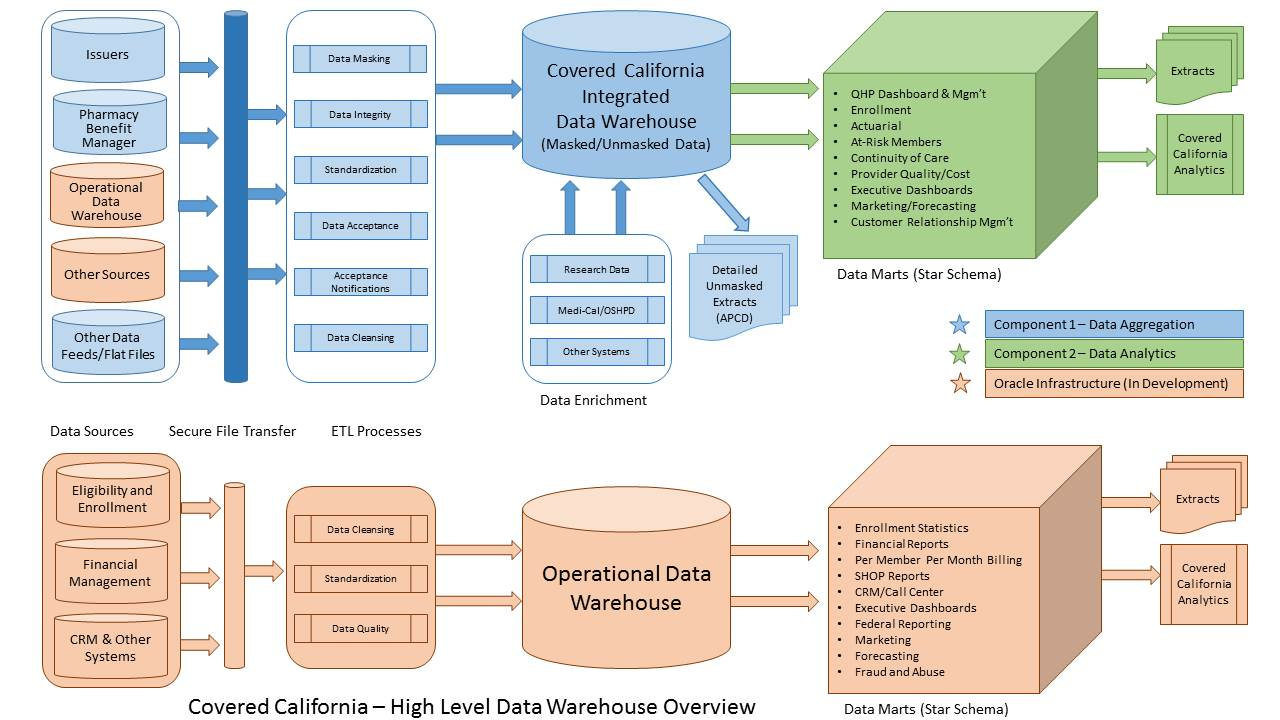 Issuers
Pharmacy
Benefit
Manager
Operational
Data
Warehouse
Other Sources
Other Data
Feeds/Flat Files
Data Masking
Data Integrity
Standardization
Data Acceptance
Acceptance
Notifications
Data Cleansing
Covered California
Integrated
Data Warehouse
(Masked/Unmasked Data)
Research Data
Medi-Cal/OSHPD
Other Systems
Data Enrichment
Detailed
Unmasked
Extracts
(APCD)
• QHP Dashboard & Mgm't
• Enrollment
• Actuarial
• At-Risk Members
• Continuity of Care
• Provider Quality/Cost
• Executive Dashboards
• Marketing/Forecasting
• Customer Relationship Mgm't
Data Marts (Star Schema)
Extracts
Covered
California
Analytics
Component 1 – Data Aggregation
Component 2 – Data Analytics
Oracle Infrastructure (In Development)
Data Sources
Secure File Transfer
ETL Processes
Eligibility and
Enrollment
Financial
Management
CRM & Other
Systems
Data Cleansing
Standardization
Data Quality
Operational Data
Warehouse
• Enrollment Statistics
• Financial Reports
• Per Member Per Month Billing
• SHOP Reports
• CRM/Call Center
• Executive Dashboards
• Federal Reporting
• Marketing
• Forecasting
• Fraud and Abuse
Data Marts (Star Schema)
Extracts
Covered
California
Analytics
Covered California – High Level Data Warehouse Overview